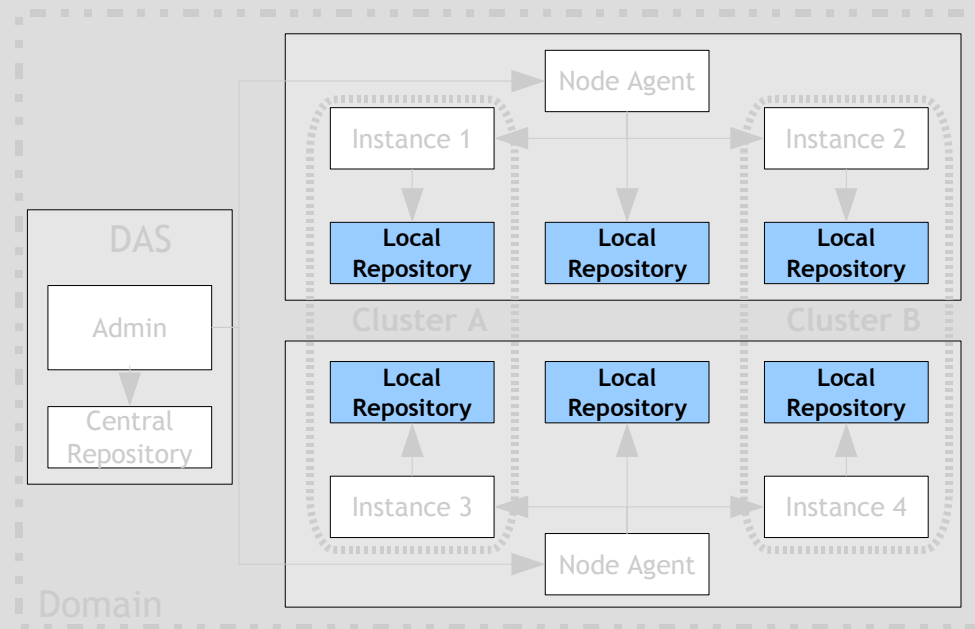 Node Agent
Instance 1
Instance 2
Local
Repository
Local
Repository
Local
Repository
DAS
Admin
Central
Repository
Cluster A
Cluster B
Local
Repository
Local
Repository
Local
Repository
Instance 3
Instance 4
Node Agent
Domain